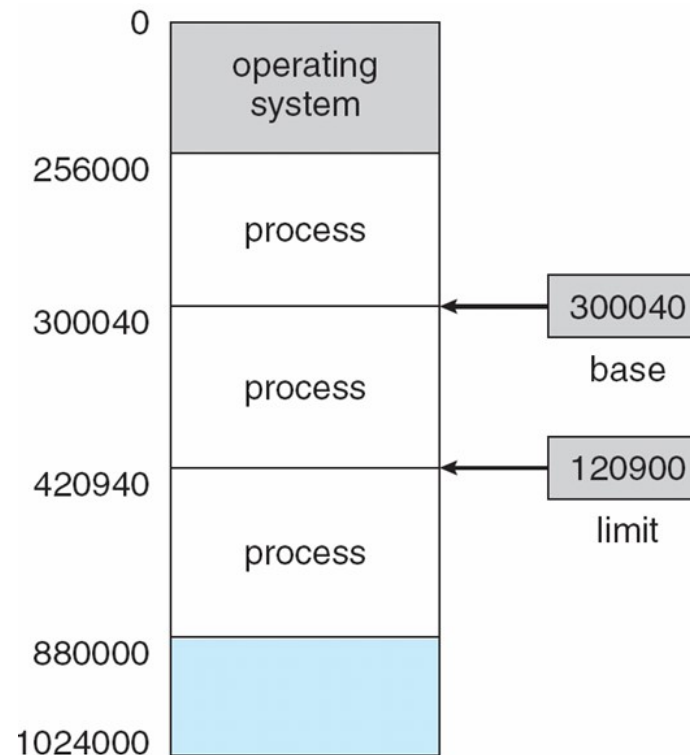 0
operating
system
256000
process
300040
300040
base
process
420940
120900
limit
process
880000
1024000